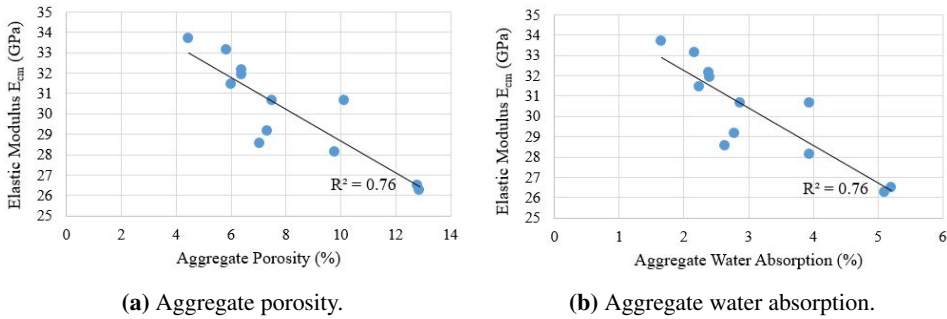 35
34
33
32
31
30
29
28
27
26
25
Elastic Modulus Ecm (GPa)
R² = 0.76
0 2 4 6 8 10 12 14
Aggregate Porosity (%)
(a) Aggregate porosity.
35
34
33
32
31
30
29
28
27
26
25
Elastic Modulus Ecm (GPa)
R² = 0.76
0 1 2 3 4 5 6
Aggregate Water Absorption (%)
(b) Aggregate water absorption.